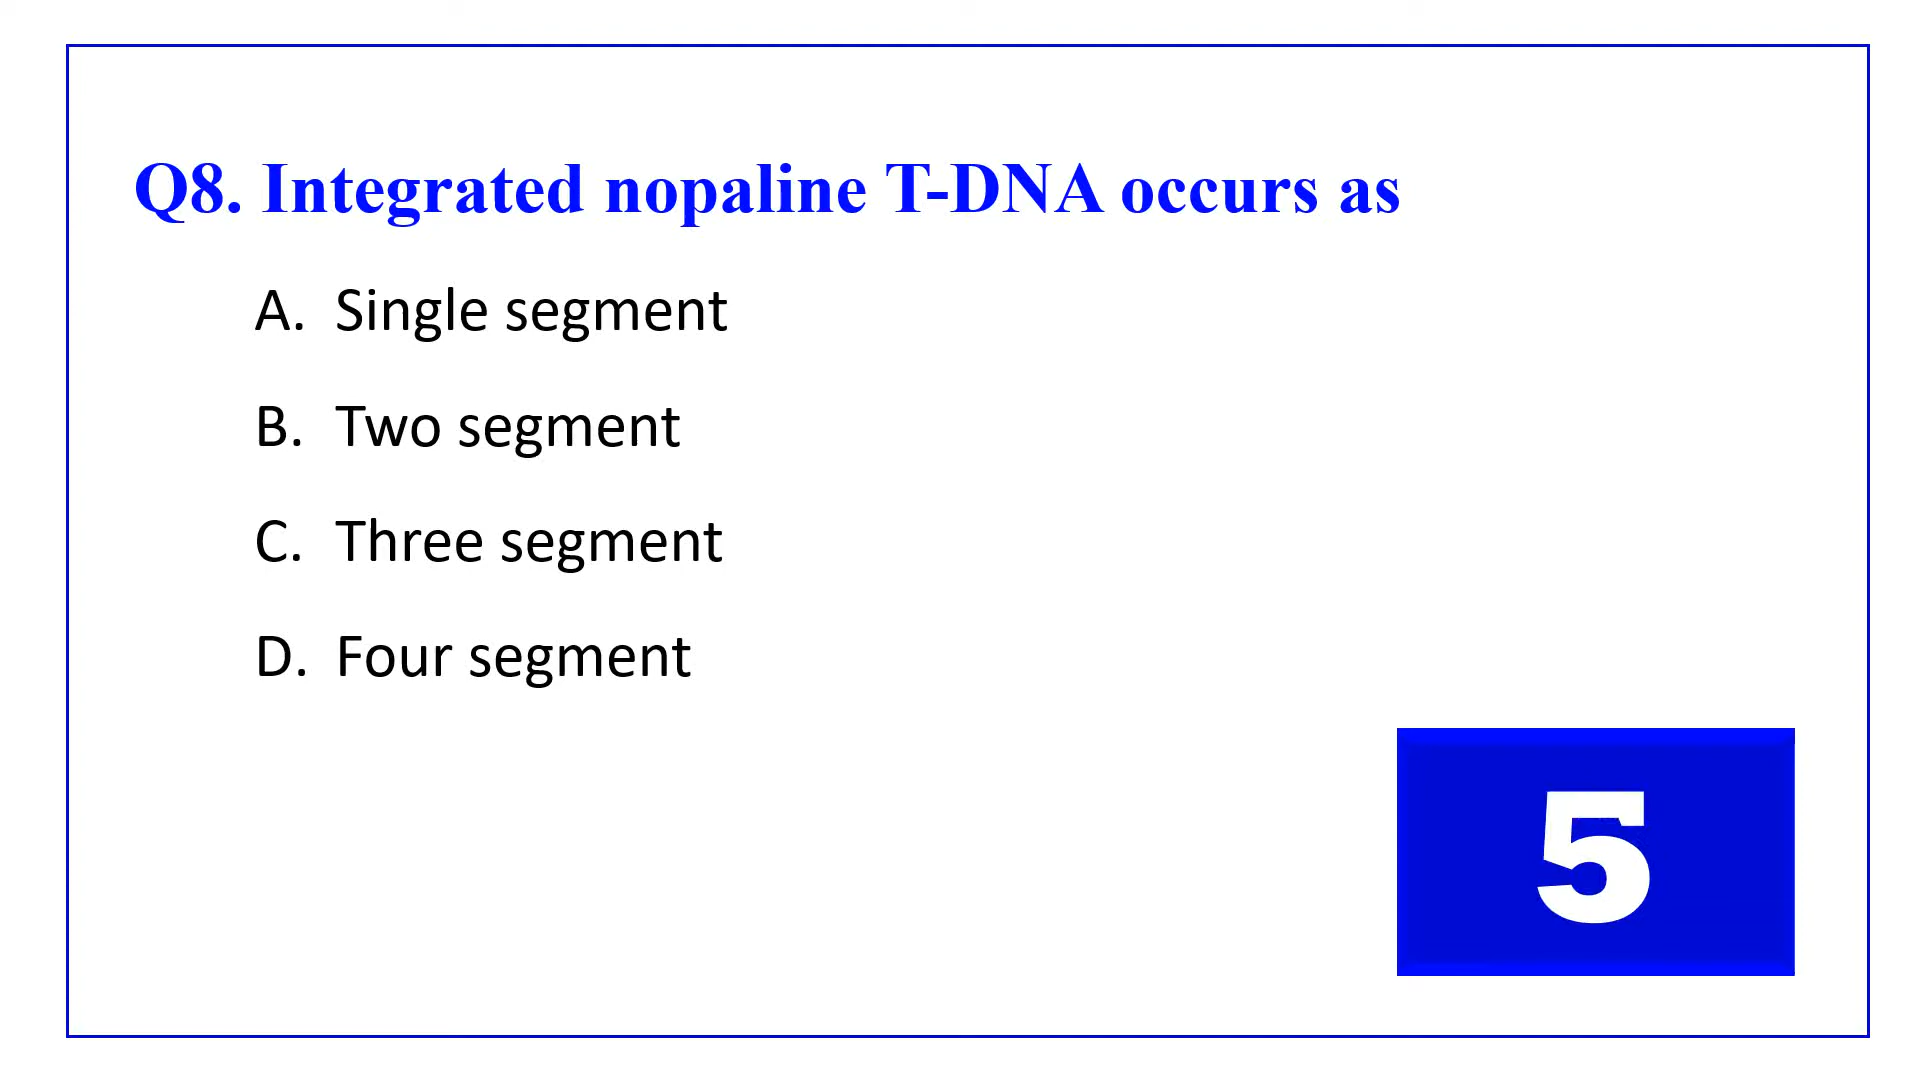 Q8. Integrated nopaline T-DNA occurs as
A. Single segment
B. Two segment
C. Three segment
D. Four segment
5